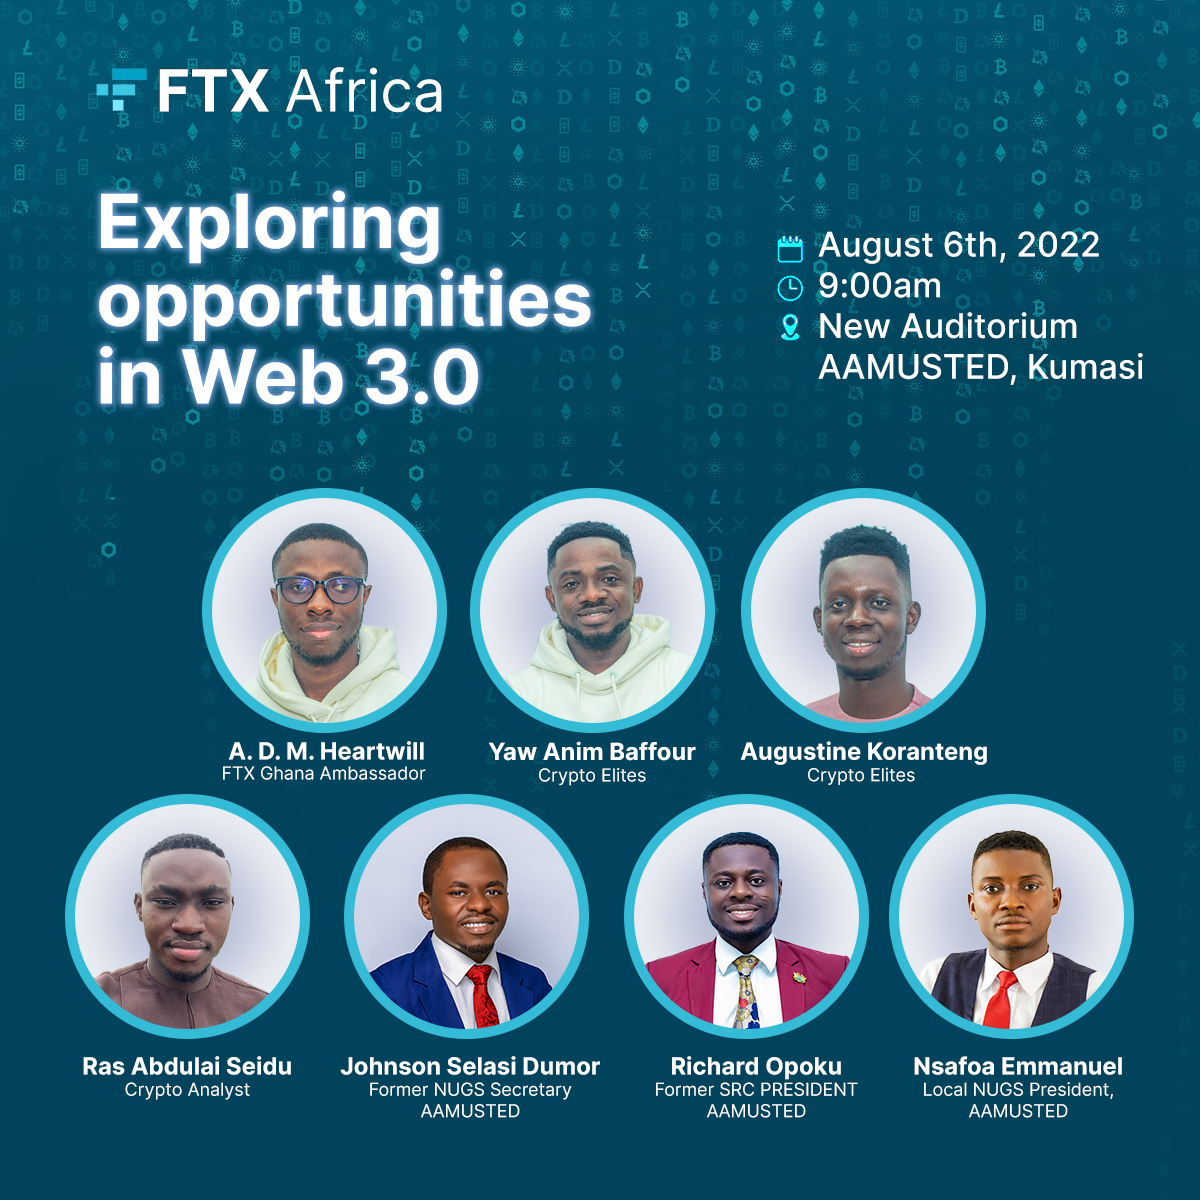 FTX Africa
Exploring
opportunities
in Web 3.0
August 6th, 2022
9:00am
New Auditorium
AAMUSTED, Kumasi
A. D. M. Heartwill
FTX Ghana Ambassador
Yaw Anim Baffour
Crypto Elites
Augustine Koranteng
Crypto Elites
Ras Abdulai Seidu
Crypto Analyst
Johnson Selasi Dumor
Former NUGS Secretary
AAMUSTED
Richard Opoku
Former SRC PRESIDENT
AAMUSTED
Nsafoa Emmanuel
Local NUGS President,
AAMUSTED